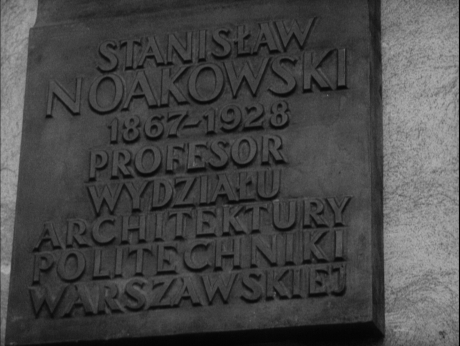 STANISŁAW
NOAKOWSKI
1867-1928
PROFESOR
WYDZIAŁU
ARCHITEKTURY
POLITECHNIKI
WARSZAWSKIEJ